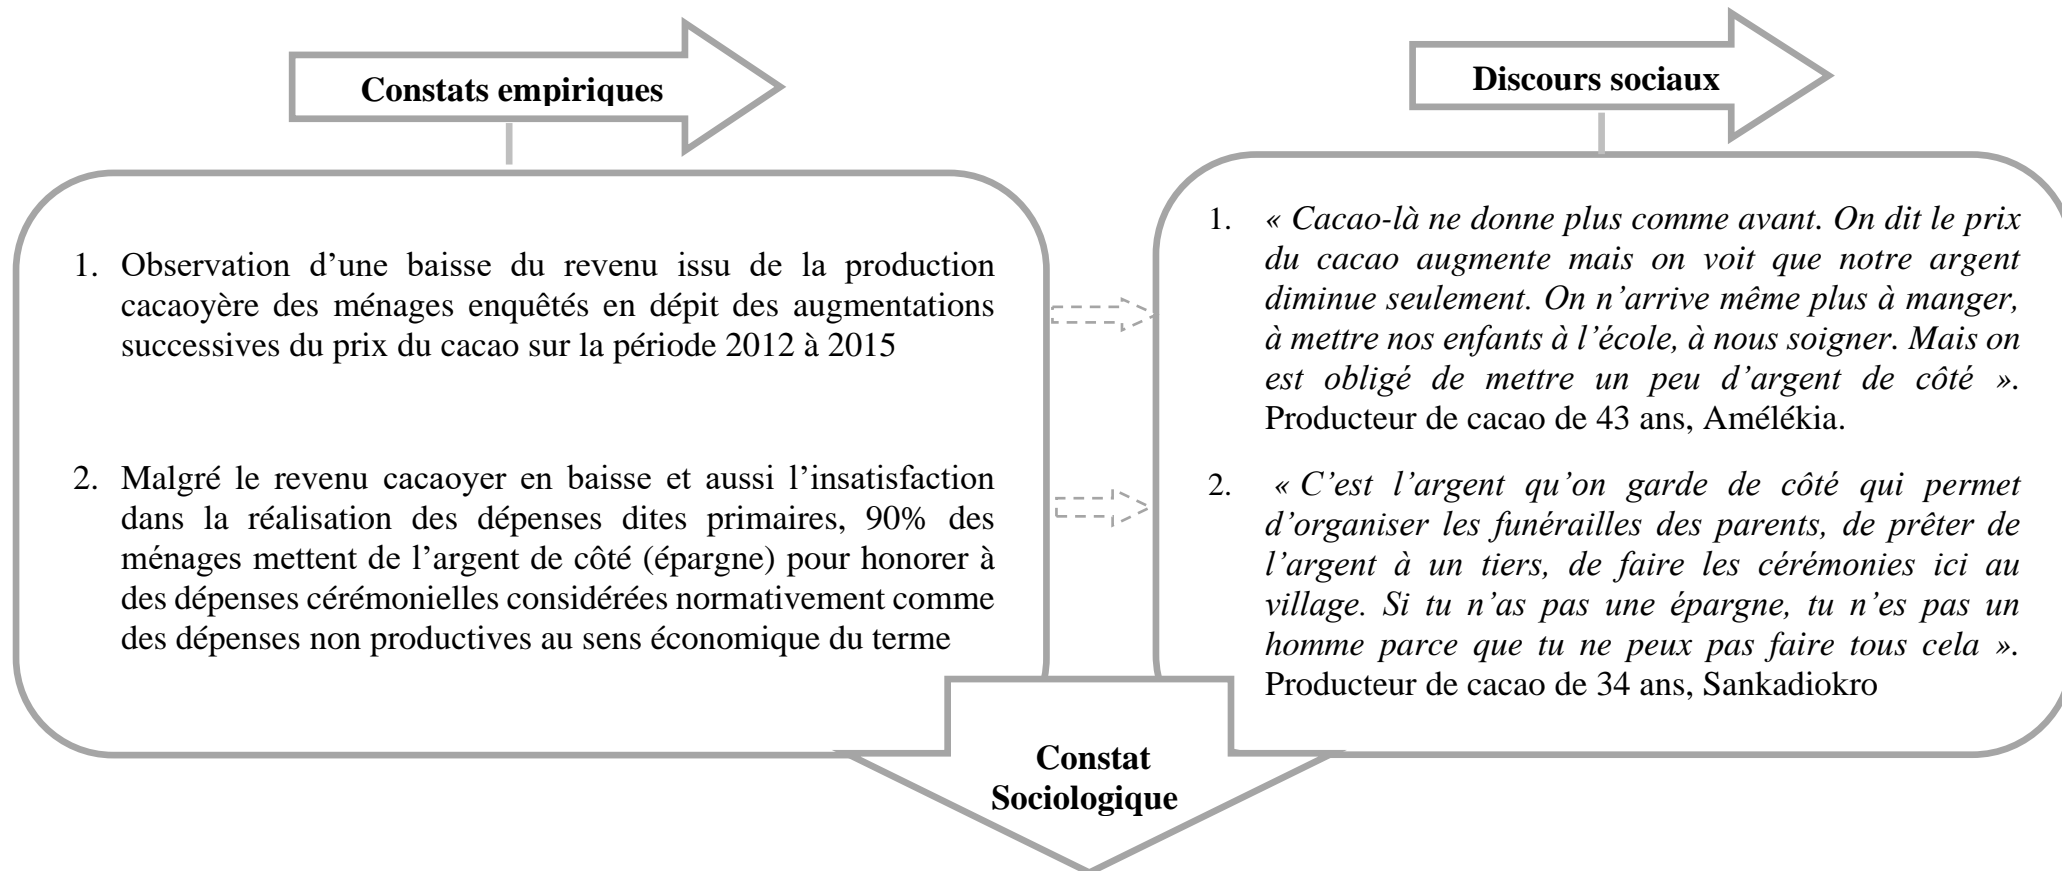 Constats empiriques
1. Observation d’une baisse du revenu issu de la production
cacaoyère des ménages enquêtés en dépit des augmentations
successives du prix du cacao sur la période 2012 à 2015
2. Malgré le revenu cacaoyer en baisse et aussi l’insatisfaction
dans la réalisation des dépenses dites primaires, 90% des
ménages mettent de l’argent de côté (épargne) pour honorer à
des dépenses cérémonielles considérées normativement comme
des dépenses non productives au sens économique du terme
Discours sociaux
1. « Cacao-là ne donne plus comme avant. On dit le prix
du cacao augmente mais on voit que notre argent
diminue seulement. On n’arrive même plus à manger,
à mettre nos enfants à l’école, à nous soigner. Mais on
est obligé de mettre un peu d’argent de côté ».
Producteur de cacao de 43 ans, Amélékia.
2. « C’est l’argent qu’on garde de côté qui permet
d’organiser les funérailles des parents, de prêter de
l’argent à un tiers, de faire les cérémonies ici au
village. Si tu n’as pas une épargne, tu n’es pas un
homme parce que tu ne peux pas faire tous cela ».
Producteur de cacao de 34 ans, Sankadiokro
Constat
Sociologique